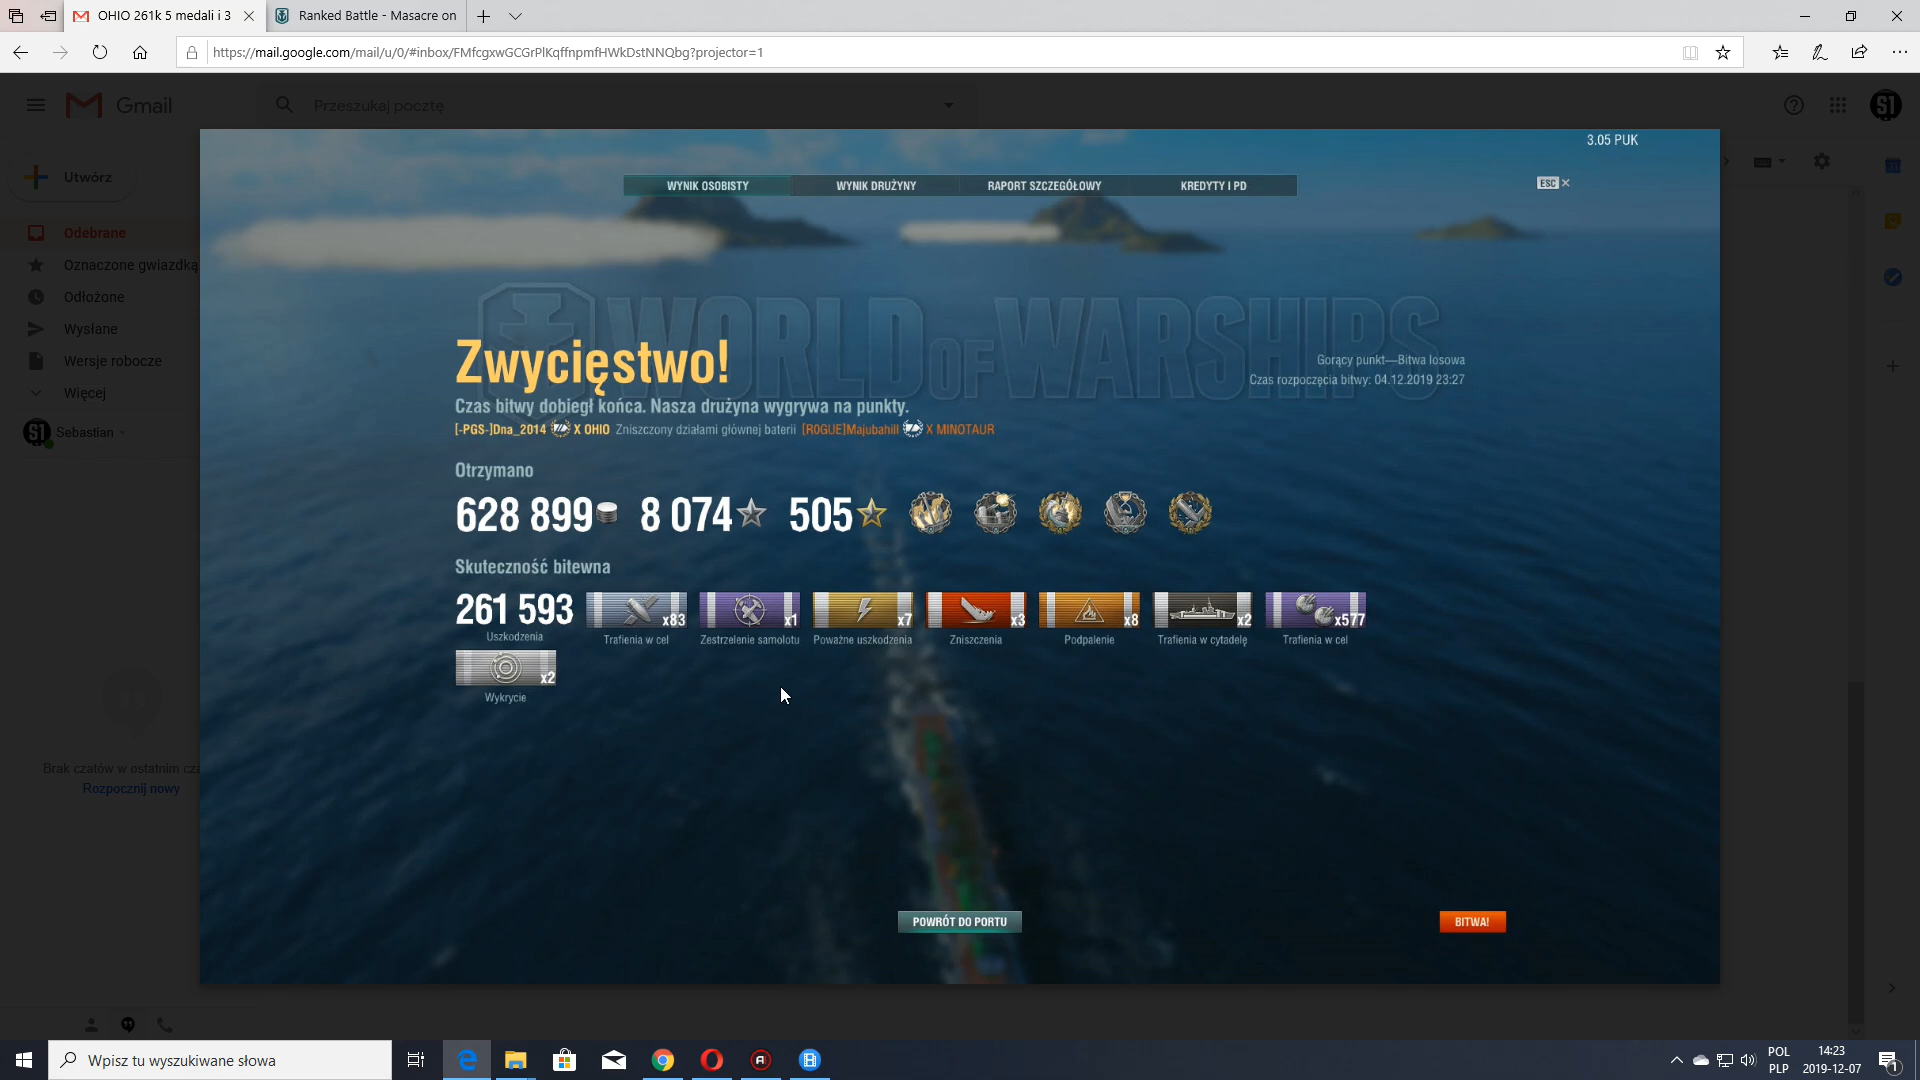 OHIO 261k 5 medali i 3
Ranked Battle - Masacre on
https://mail.google.com/mail/u/0/#inbox/FMfcgxwGCGrPlKqffnpmfHWkDstNNQbg?projector=1
Gmail
Przeszukaj pocztę
S1
3.05 PUK
Utwórz
WYNIK OSOBISTY
WYNIK DRUŻYNY
RAPORT SZCZEGÓŁOWY
KREDYTY I PD
ESC
Odebrane
Oznaczone gwiazdką
Odłożone
Wysłane
Wersje robocze
Więcej
S1 Sebastian
WORLD OF WARSHIPS
Zwycięstwo!
Gorący punkt—Bitwa losowa
Czas rozpoczęcia bitwy: 04.12.2019 23:27
Czas bitwy dobiegł końca. Nasza drużyna wygrywa na punkty.
[-PGS-]Dna_2014 X OHIO Zniszczony działami głównej baterii [R0GUE]Majubahill X MINOTAUR
Otrzymano
628 899 8 074 505
Skuteczność bitewna
261 593 x83 x1 x7 x3 x8 x2 x577
Uszkodzenia Trafienia w cel Zestrzelenie samolotu Poważne uszkodzenia Zniszczenia Podpalenie Trafienia w cytadelę Trafienia w cel
x2
Wykrycie
Brak czatów w ostatnim cza
Rozpocznij nowy
POWRÓT DO PORTU
BITWA!
Wpisz tu wyszukiwane słowa
POL
PLP
14:23
2019-12-07
1